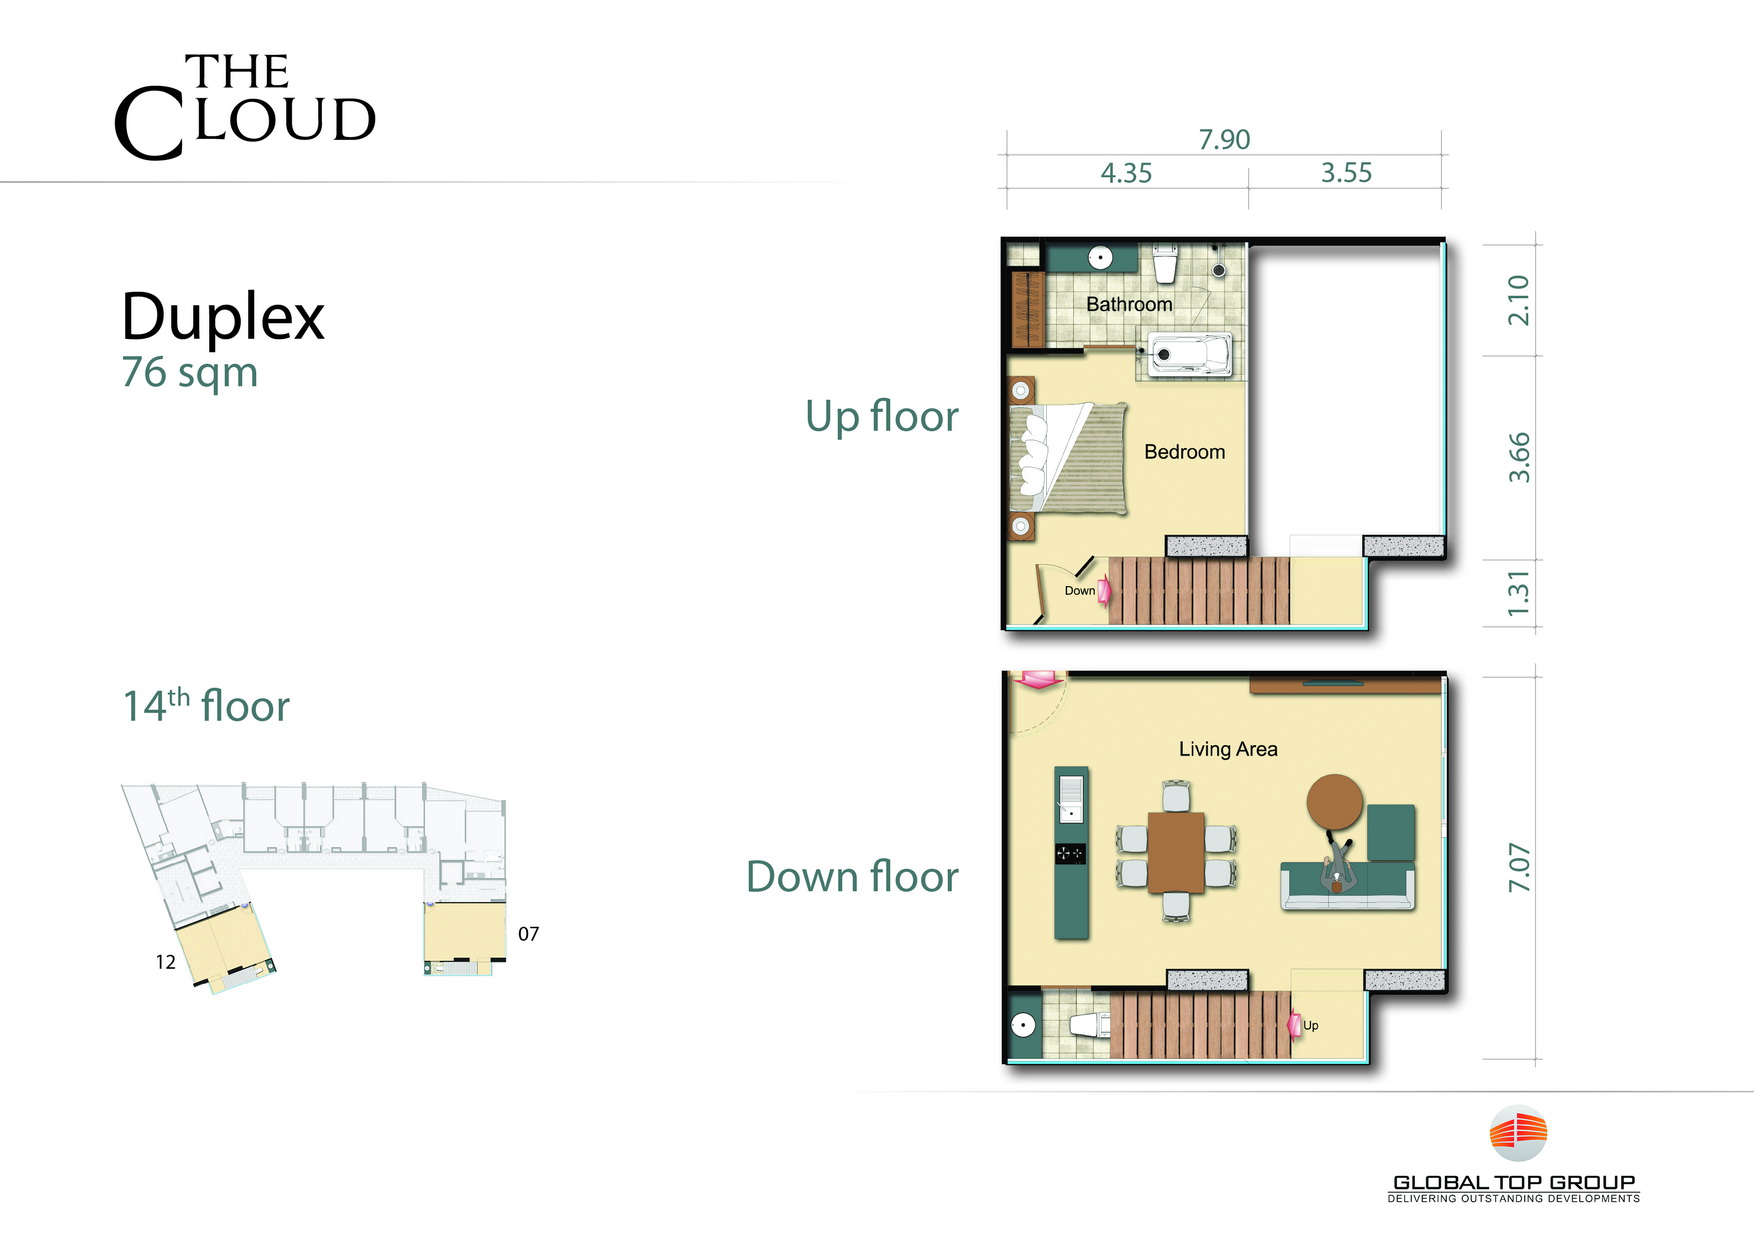 THE
CLOUD
Duplex
76 sqm
14th floor
12
07
Up floor
7.90
4.35
3.55
2.10
3.66
1.31
Bathroom
Bedroom
Down
Down floor
Living Area
Up
7.07
GLOBAL TOP GROUP
DELIVERING OUTSTANDING DEVELOPMENTS